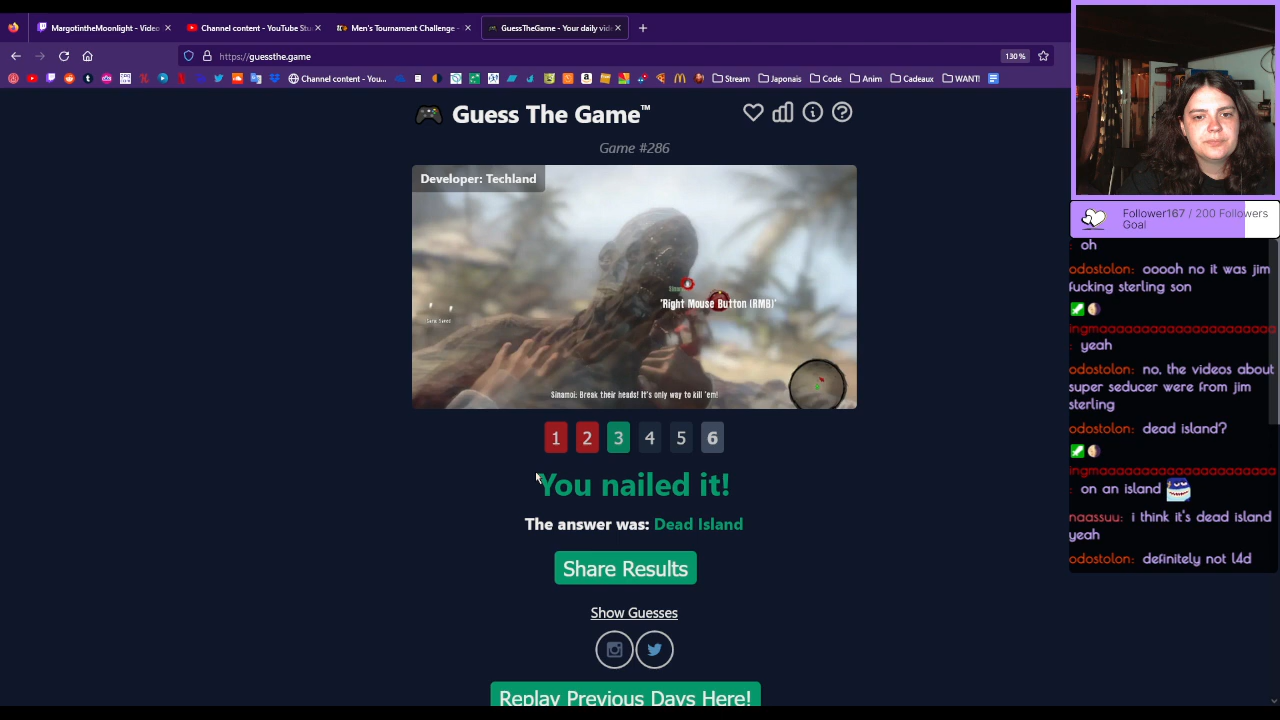 MargotintheMoonlight - Video
Channel content - YouTube Stu
Men's Tournament Challenge -
GuessTheGame - Your daily vid
https://guessthe.game
130%
Channel content - You...
Stream
Japonais
Code
Anim
Cadeaux
WANT!
Guess The Game™
Game #286
Developer: Techland
'Right Mouse Button (RMB)'
Sinamoi: Break their heads! It's only way to kill 'em!
1 2 3 4 5 6
You nailed it!
The answer was: Dead Island
Share Results
Show Guesses
Replay Previous Days Here!
Follower167 / 200 Followers
Goal
: oh
odostolon: ooooh no it was jim
fucking sterling son
: yeah
odostolon: no, the videos about
super seducer were from jim
sterling
odostolon: dead island?
: on an island
naassuu: i think it's dead island
yeah
odostolon: definitely not l4d